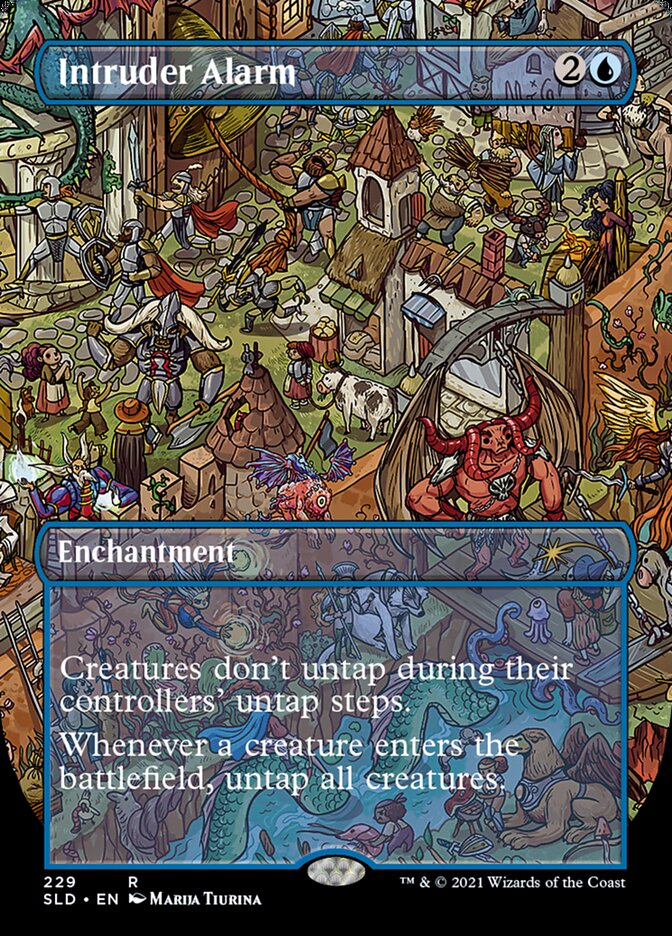 Intruder Alarm 2
Enchantment
Creatures don't untap during their
controllers' untap steps.
Whenever a creature enters the
battlefield, untap all creatures.
229 R
SLD • EN Marija Tiurina
™ & © 2021 Wizards of the Coast